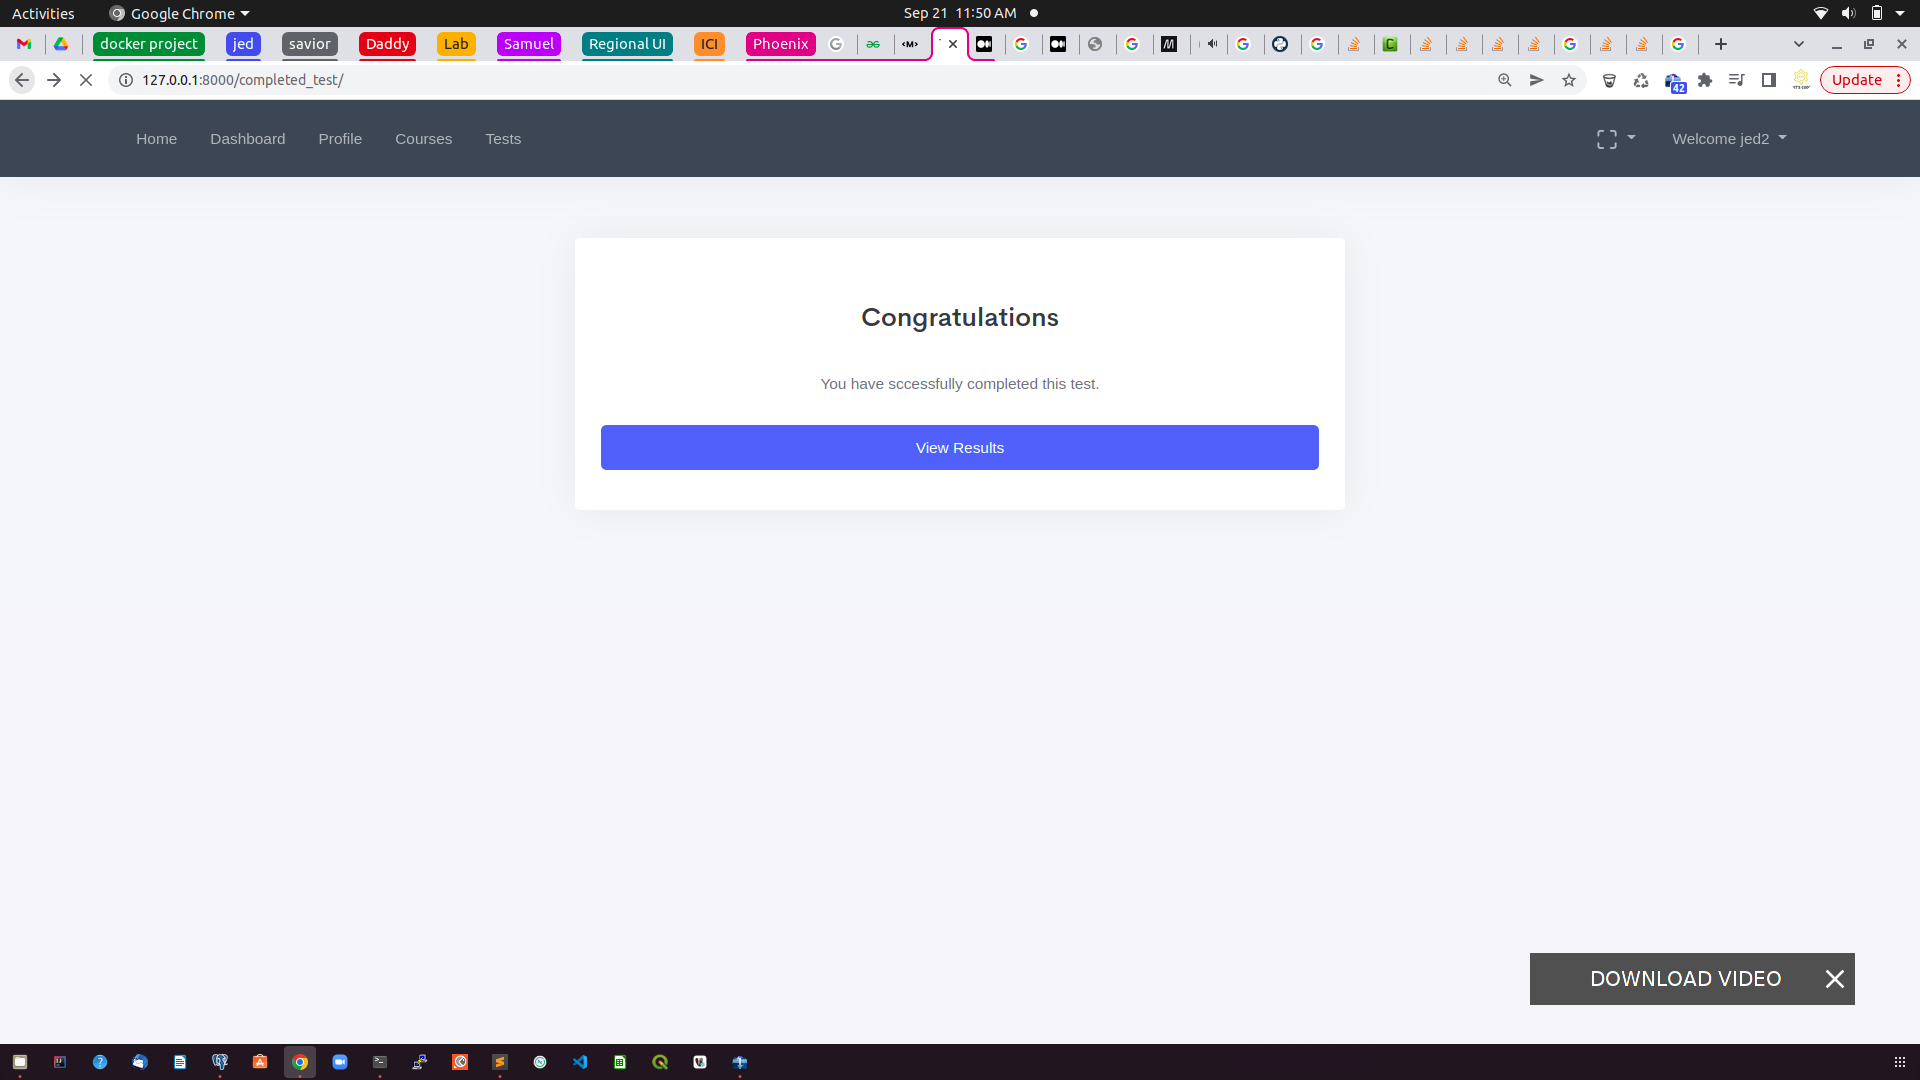 Activities
Google Chrome
Sep 21 11:50 AM
docker project
jed
savior
Daddy
Lab
Samuel
Regional UI
ICI
Phoenix
127.0.0.1:8000/completed_test/
42
Update
Home
Dashboard
Profile
Courses
Tests
Welcome jed2
Congratulations
You have sccessfully completed this test.
View Results
DOWNLOAD VIDEO